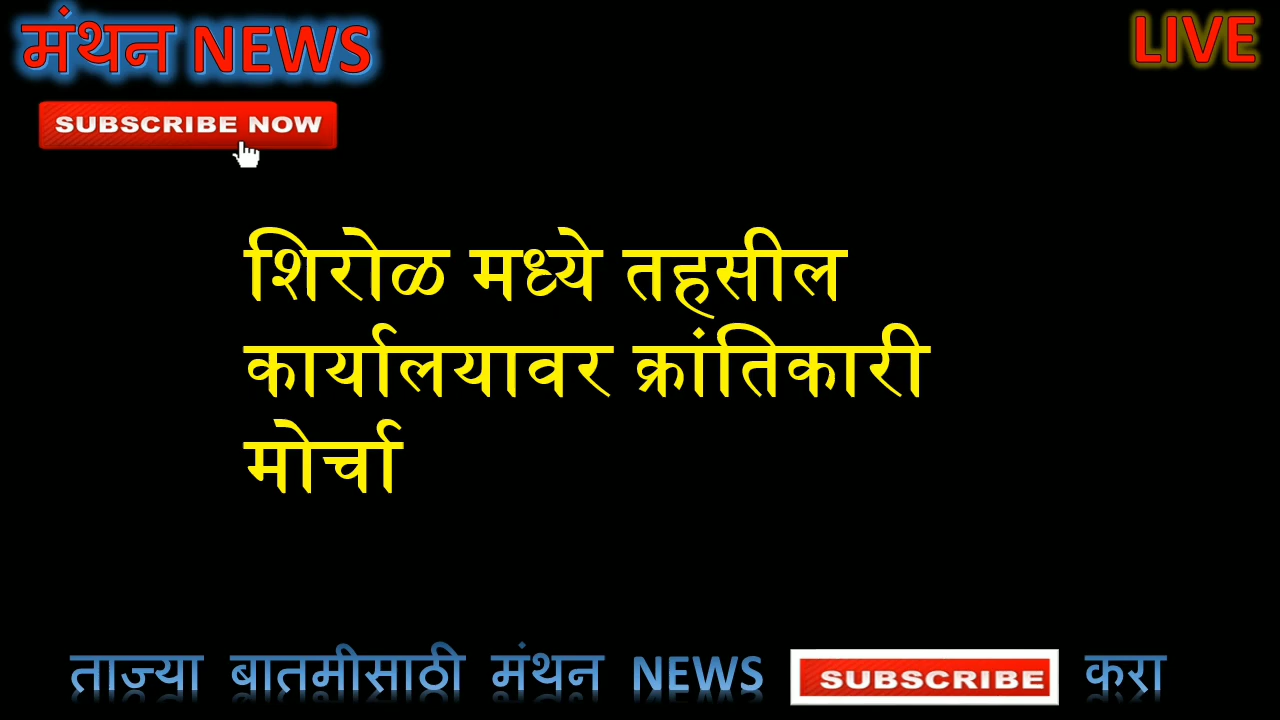 मंथन NEWS
LIVE
SUBSCRIBE NOW
शिरोळ मध्ये तहसील
कार्यालयावर क्रांतिकारी
मोर्चा
ताज्या बातमीसाठी मंथन NEWS SUBSCRIBE करा